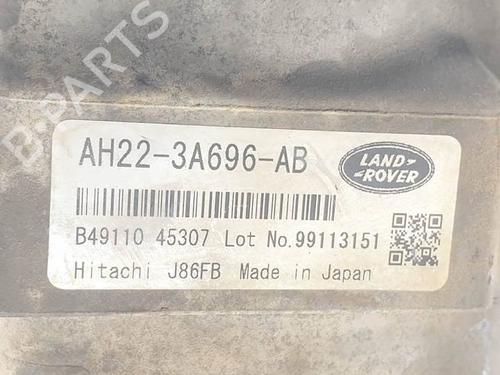 B-PARTS
AH22-3A696-AB
LAND
ROVER
B49110 45307 Lot No.99113151
Hitachi J86FB Made in Japan